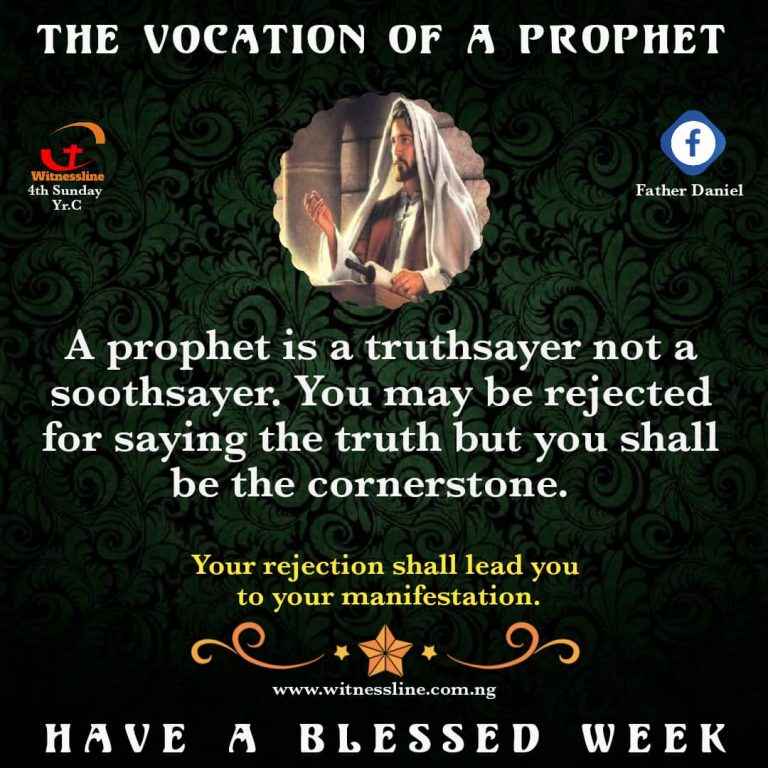 THE VOCATION OF A PROPHET
Witnessline
4th Sunday
Yr.C
f
Father Daniel
A prophet is a truthsayer not a
soothsayer. You may be rejected
for saying the truth but you shall
be the cornerstone.
Your rejection shall lead you
to your manifestation.
www.witnessline.com.ng
HAVE A BLESSED WEEK